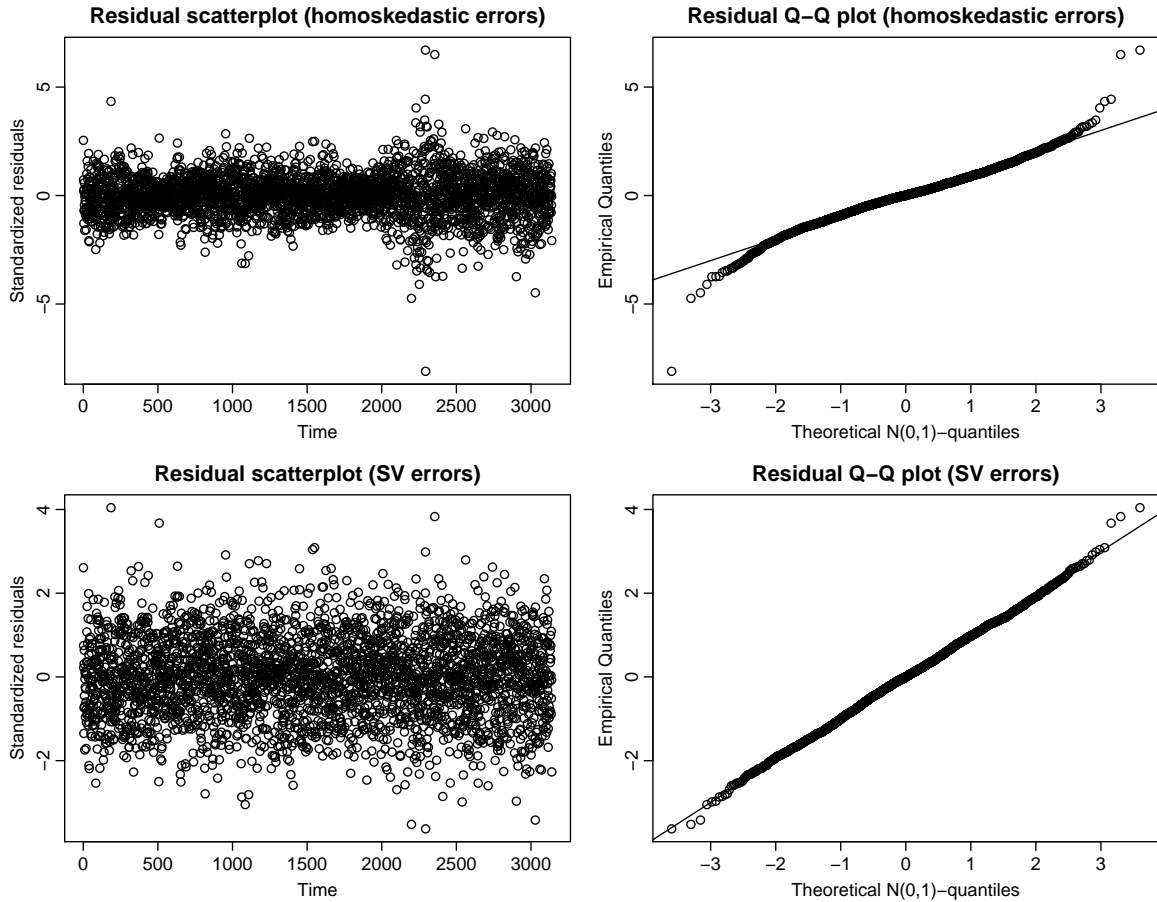 Residual scatterplot (homoskedastic errors)
Standardized residuals
5
0
−5
0 500 1000 1500 2000 2500 3000
Time
Residual Q−Q plot (homoskedastic errors)
Empirical Quantiles
5
0
−5
−3 −2 −1 0 1 2 3
Theoretical N(0,1)−quantiles
Residual scatterplot (SV errors)
Standardized residuals
4
2
0
2
0 500 1000 1500 2000 2500 3000
Time
Residual Q−Q plot (SV errors)
Empirical Quantiles
4
2
0
−2
−3 −2 −1 0 1 2 3
Theoretical N(0,1)−quantiles